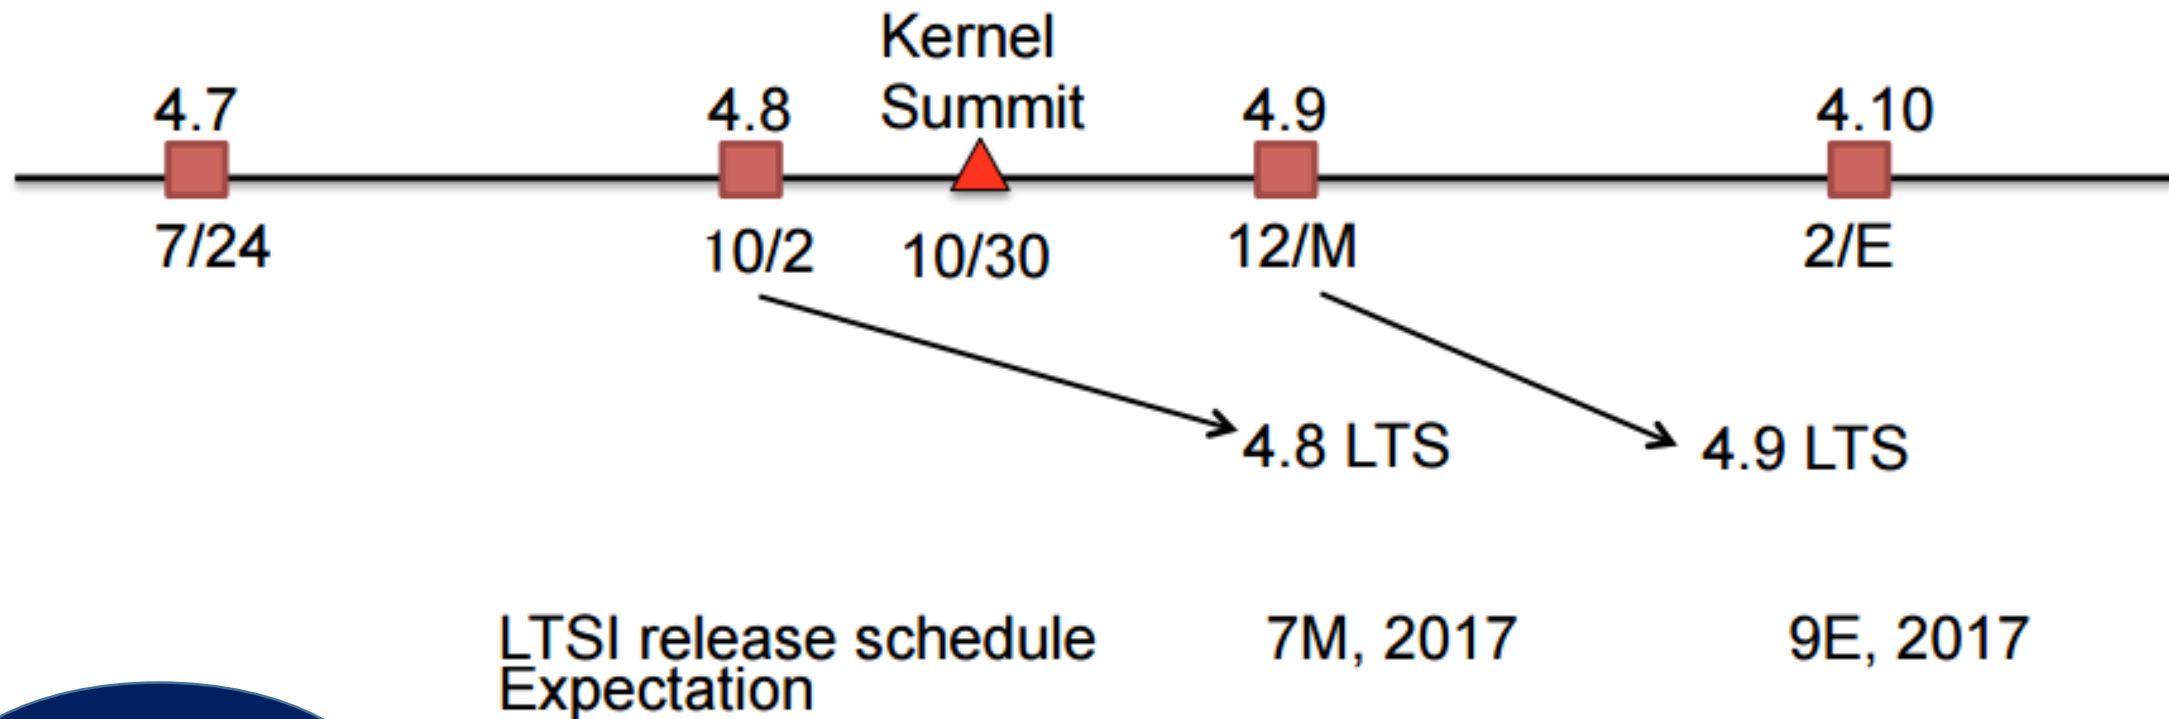 Kernel
Summit
4.7
4.8
4.9
4.10
7/24
10/2
10/30
12/M
2/E
4.8 LTS
4.9 LTS
LTSI release schedule
Expectation
7M, 2017
9E, 2017